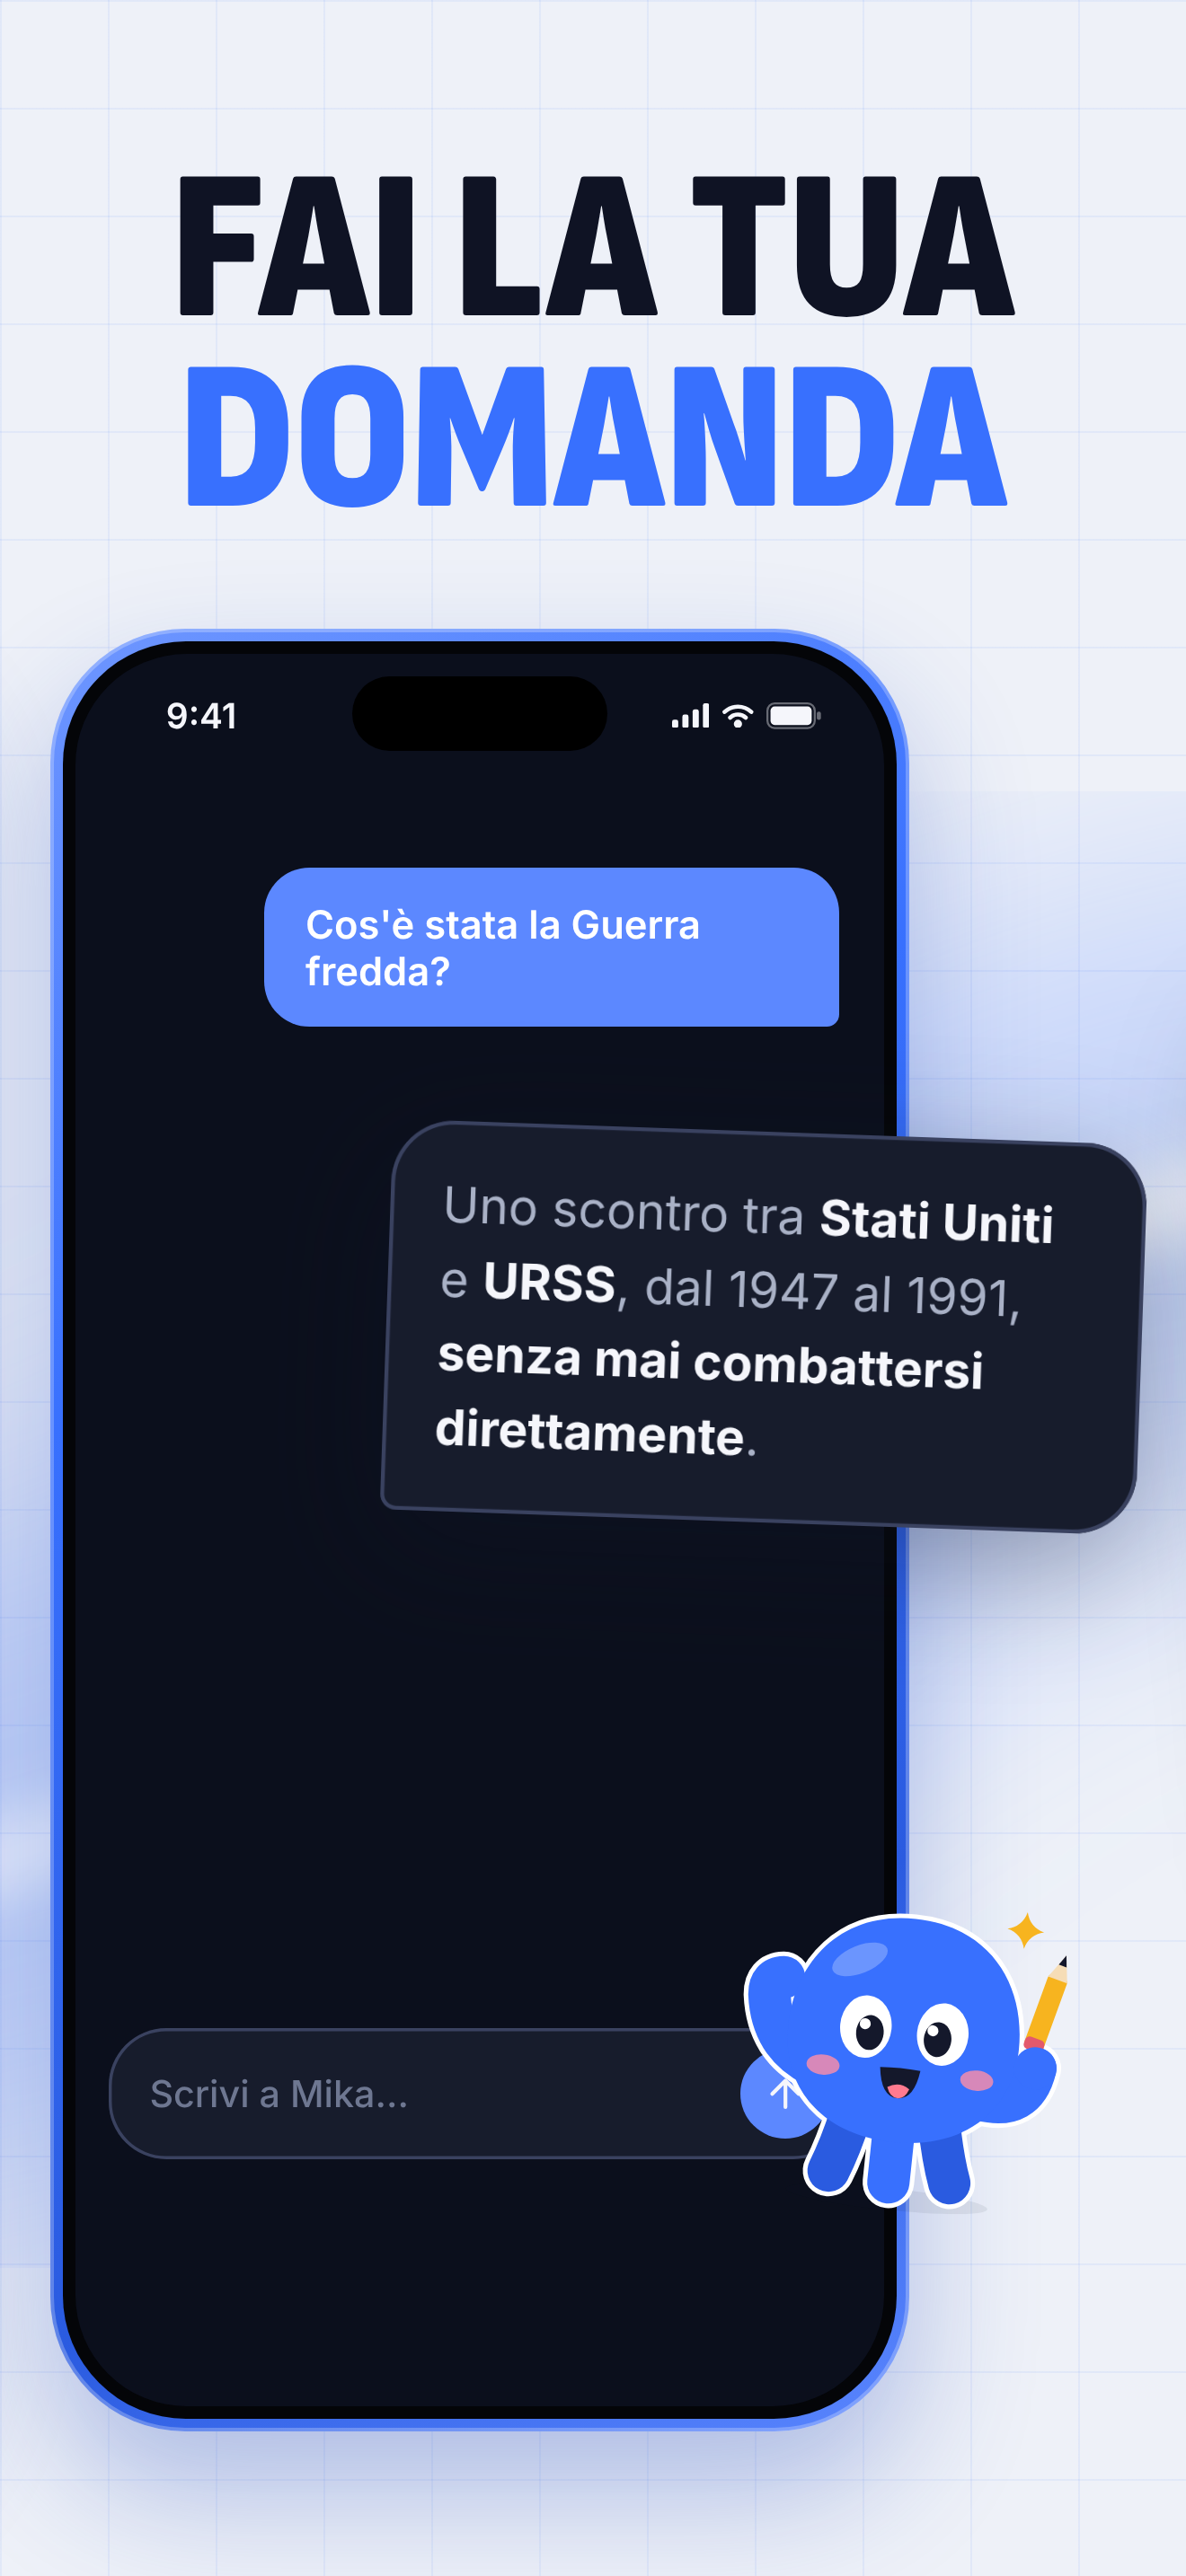 FAI LA TUA
DOMANDA
9:41
Cos'è stata la Guerra
fredda?
Uno scontro tra Stati Uniti
e URSS, dal 1947 al 1991,
senza mai combattersi
direttamente.
Scrivi a Mika...